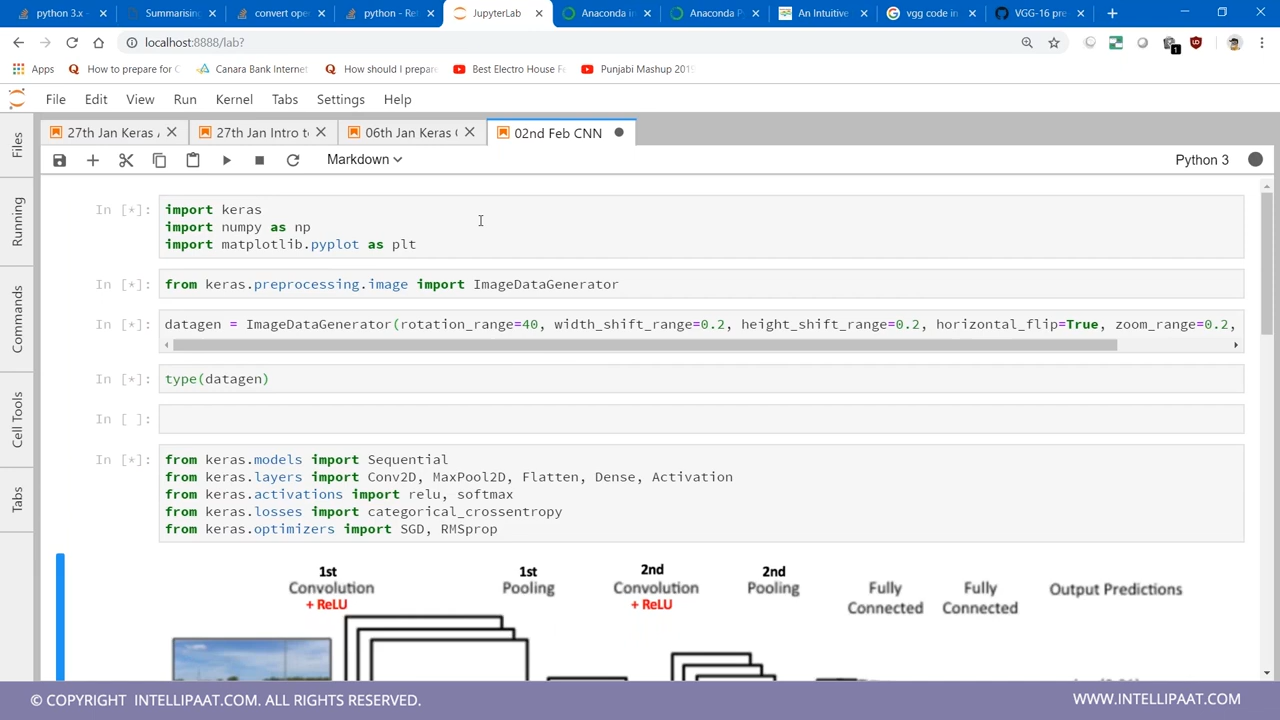 python 3.x -
Summarising
convert ope
python - Ret
JupyterLab
Anaconda in
Anaconda Py
An Intuitive
vgg code in
VGG-16 pre
localhost:8888/lab?
1
Apps
How to prepare for C
Canara Bank Internet
How should I prepare
Best Electro House Fe
Punjabi Mashup 2019
File Edit View Run Kernel Tabs Settings Help
27th Jan Keras
27th Jan Intro t
06th Jan Keras
02nd Feb CNN
Markdown
Python 3
Files
Running
Commands
Cell Tools
Tabs
In [*]:
import keras
import numpy as np
import matplotlib.pyplot as plt
In [*]:
from keras.preprocessing.image import ImageDataGenerator
In [*]:
datagen = ImageDataGenerator(rotation_range=40, width_shift_range=0.2, height_shift_range=0.2, horizontal_flip=True, zoom_range=0.2,
In [*]:
type(datagen)
In [ ]:
In [*]:
from keras.models import Sequential
from keras.layers import Conv2D, MaxPool2D, Flatten, Dense, Activation
from keras.activations import relu, softmax
from keras.losses import categorical_crossentropy
from keras.optimizers import SGD, RMSprop
1st
Convolution
+ ReLU
1st
Pooling
2nd
Convolution
+ ReLU
2nd
Pooling
Fully
Connected
Fully
Connected
Output Predictions
© COPYRIGHT INTELLIPAAT.COM. ALL RIGHTS RESERVED.
WWW.INTELLIPAAT.COM